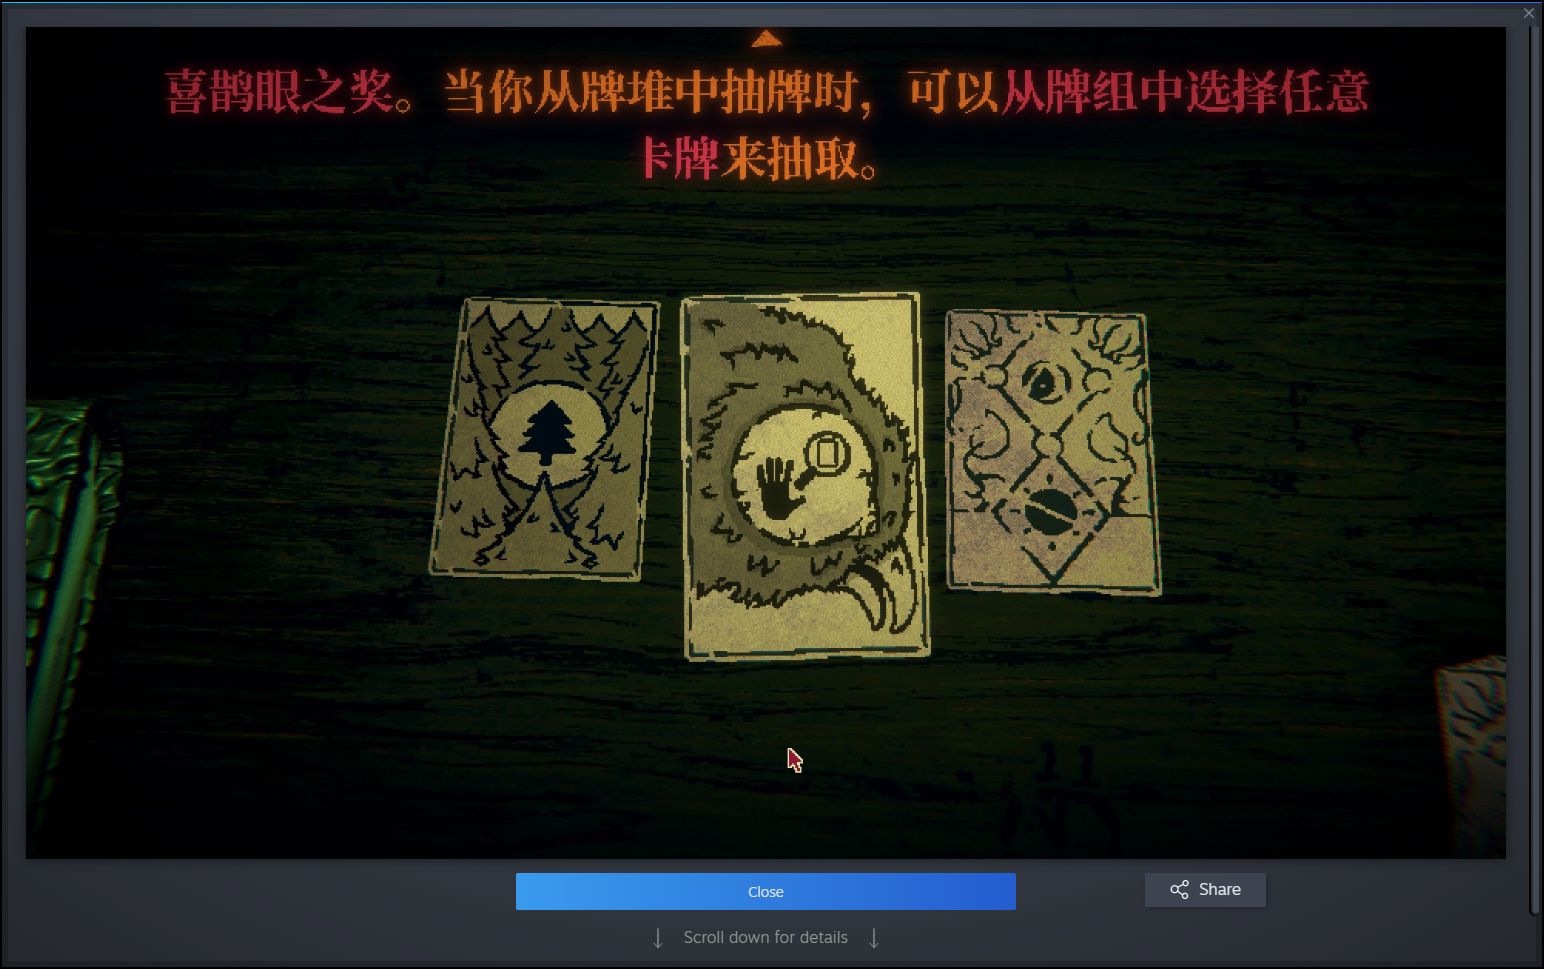 喜鹊眼之奖。当你从牌堆中抽牌时，可以从牌组中选择任意
卡牌来抽取。
Close
Share
Scroll down for details